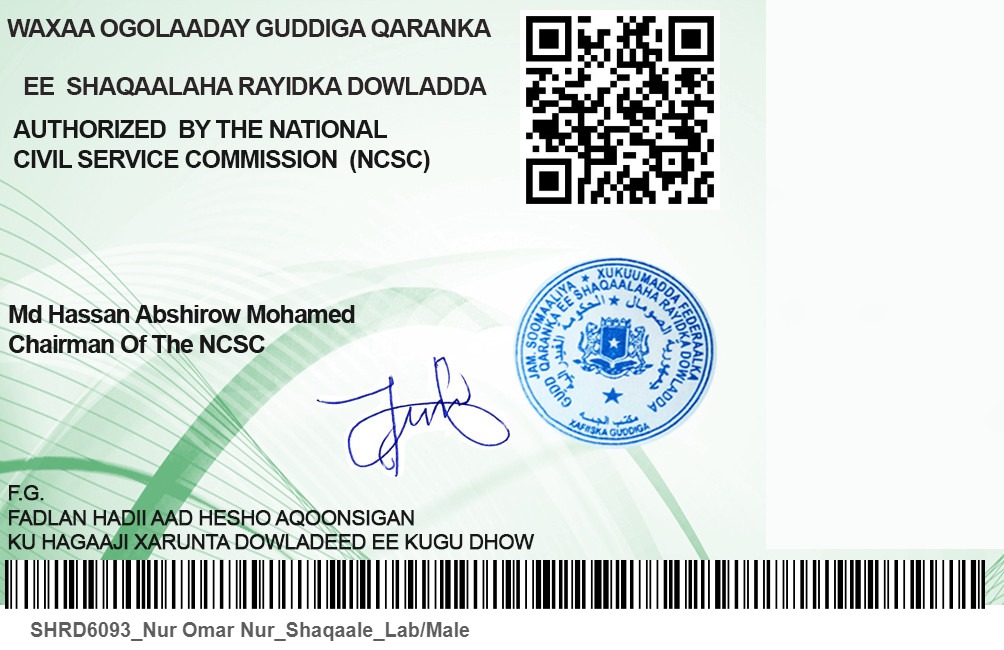 WAXAA OGOLAADAY GUDDIGA QARANKA
EE SHAQAALAHA RAYIDKA DOWLADDA
AUTHORIZED BY THE NATIONAL
CIVIL SERVICE COMMISSION (NCSC)
Md Hassan Abshirow Mohamed
Chairman Of The NCSC
JAM. SOOMAALIYA ★ XUKUUMADDA FEDERAALKA
GUDD QARANKA EE SHAQAALAHA RAYIDKA DOWLADDA
XAFIISKA GUDDIGA
F.G.
FADLAN HADII AAD HESHO AQOONSIGAN
KU HAGAAJI XARUNTA DOWLADEED EE KUGU DHOW
SHRD6093_Nur Omar Nur_Shaqaale_Lab/Male